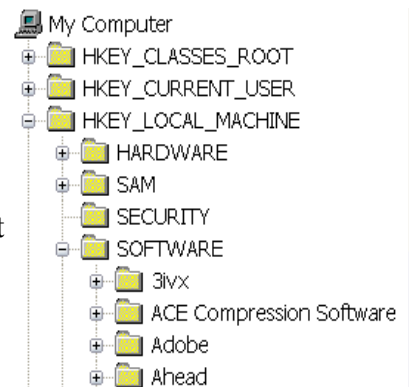 My Computer
HKEY_CLASSES_ROOT
HKEY_CURRENT_USER
HKEY_LOCAL_MACHINE
HARDWARE
SAM
SECURITY
t
SOFTWARE
3ivx
ACE Compression Software
Adobe
Ahead